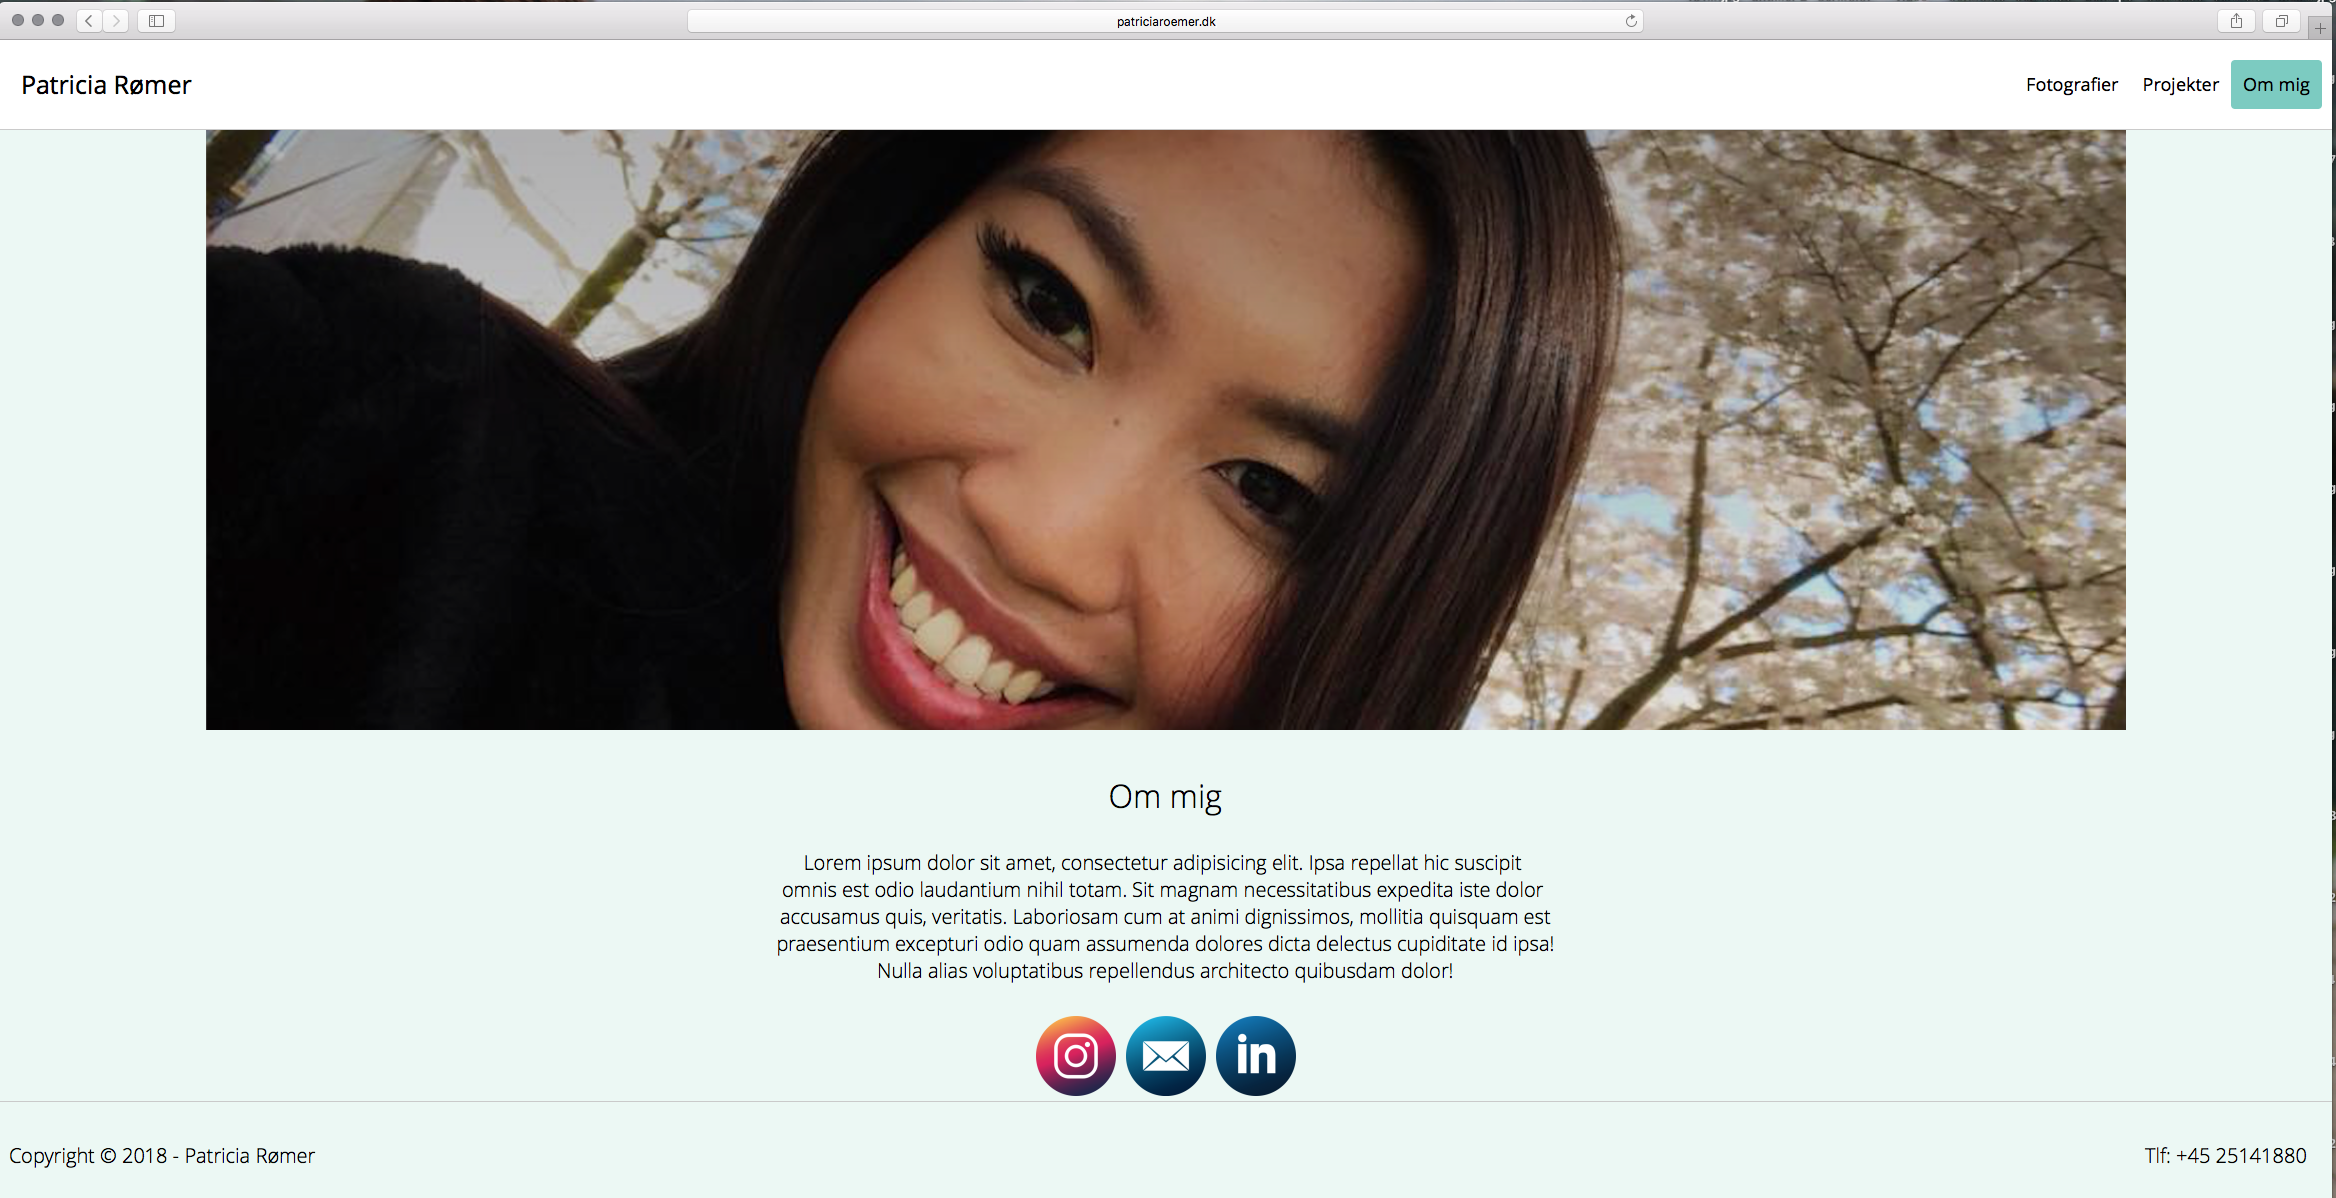 patriciaroemer.dk
Patricia Rømer
Fotografier Projekter Om mig
Om mig
Lorem ipsum dolor sit amet, consectetur adipisicing elit. Ipsa repellat hic suscipit
omnis est odio laudantium nihil totam. Sit magnam necessitatibus expedita iste dolor
accusamus quis, veritatis. Laboriosam cum at animi dignissimos, mollitia quisquam est
praesentium excepturi odio quam assumenda dolores dicta delectus cupiditate id ipsa!
Nulla alias voluptatibus repellendus architecto quibusdam dolor!
in
Copyright © 2018 - Patricia Rømer
Tlf: +45 25141880